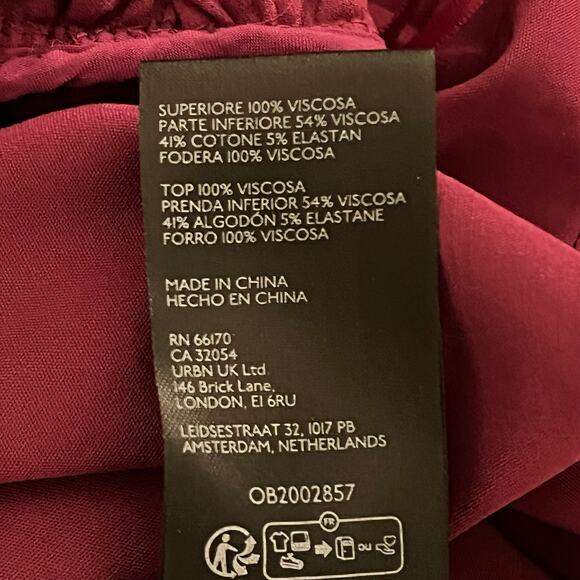 SUPERIORE 100% VISCOSA
PARTE INFERIORE 54% VISCOSA
41% COTONE 5% ELASTAN
FODERA 100% VISCOSA
TOP 100% VISCOSA
PRENDA INFERIOR 54% VISCOSA
41% ALGODÓN 5% ELASTANE
FORRO 100% VISCOSA
MADE IN CHINA
HECHO EN CHINA
RN 66170
CA 32054
URBN UK Ltd
146 Brick Lane,
LONDON, E1 6RU
LEIDSESTRAAT 32, 1017 PB
AMSTERDAM, NETHERLANDS
OB2002857
FR
OU